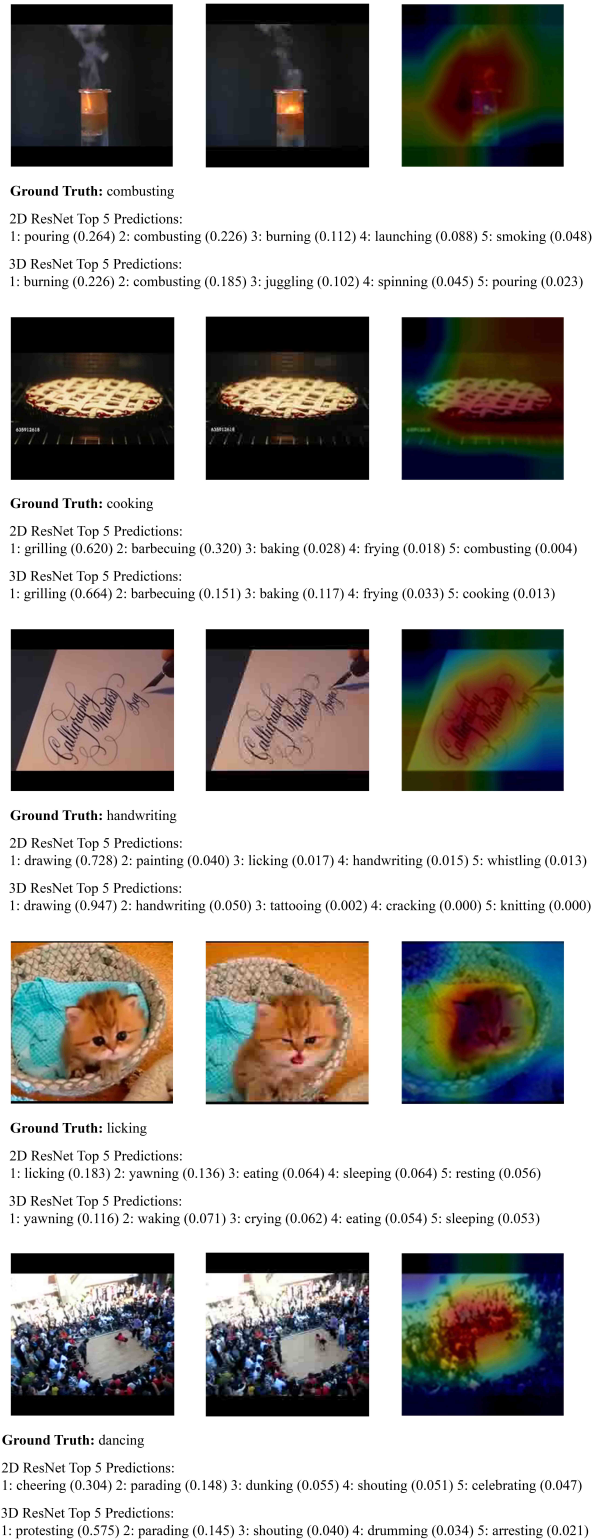 Ground Truth: combusting
2D ResNet Top 5 Predictions:
1: pouring (0.264) 2: combusting (0.226) 3: burning (0.112) 4: launching (0.088) 5: smoking (0.048)
3D ResNet Top 5 Predictions:
1: burning (0.226) 2: combusting (0.185) 3: juggling (0.102) 4: spinning (0.045) 5: pouring (0.023)
635912618
635912618
Ground Truth: cooking
2D ResNet Top 5 Predictions:
1: grilling (0.620) 2: barbecuing (0.320) 3: baking (0.028) 4: frying (0.018) 5: combusting (0.004)
3D ResNet Top 5 Predictions:
1: grilling (0.664) 2: barbecuing (0.151) 3: baking (0.117) 4: frying (0.033) 5: cooking (0.013)
Calligraphy
Masters
Calligraphy
Masters
Calligraphy
Masters
Ground Truth: handwriting
2D ResNet Top 5 Predictions:
1: drawing (0.728) 2: painting (0.040) 3: licking (0.017) 4: handwriting (0.015) 5: whistling (0.013)
3D ResNet Top 5 Predictions:
1: drawing (0.947) 2: handwriting (0.050) 3: tattooing (0.002) 4: cracking (0.000) 5: knitting (0.000)
Ground Truth: licking
2D ResNet Top 5 Predictions:
1: licking (0.183) 2: yawning (0.136) 3: eating (0.064) 4: sleeping (0.064) 5: resting (0.056)
3D ResNet Top 5 Predictions:
1: yawning (0.116) 2: waking (0.071) 3: crying (0.062) 4: eating (0.054) 5: sleeping (0.053)
Ground Truth: dancing
2D ResNet Top 5 Predictions:
1: cheering (0.304) 2: parading (0.148) 3: dunking (0.055) 4: shouting (0.051) 5: celebrating (0.047)
3D ResNet Top 5 Predictions:
1: protesting (0.575) 2: parading (0.145) 3: shouting (0.040) 4: drumming (0.034) 5: arresting (0.021)